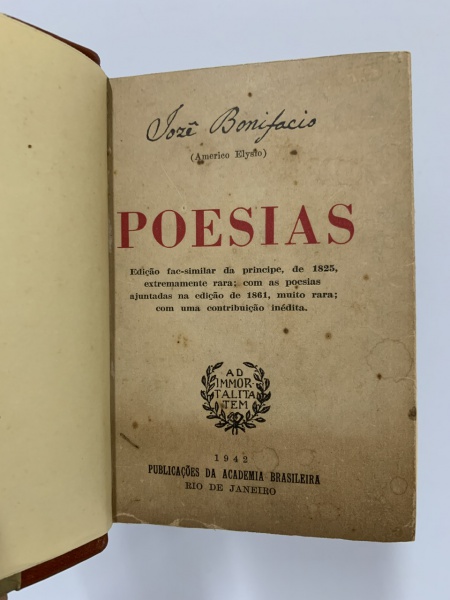 Jozê Bonifacio
(Americo Elysio)
POESIAS
Edição fac-similar da principe, de 1825,
extremamente rara; com as poesias
ajuntadas na edição de 1861, muito rara;
com uma contribuição inédita.
AD
IMMOR-
TALITA
TEM
1942
PUBLICAÇÕES DA ACADEMIA BRASILEIRA
RIO DE JANEIRO